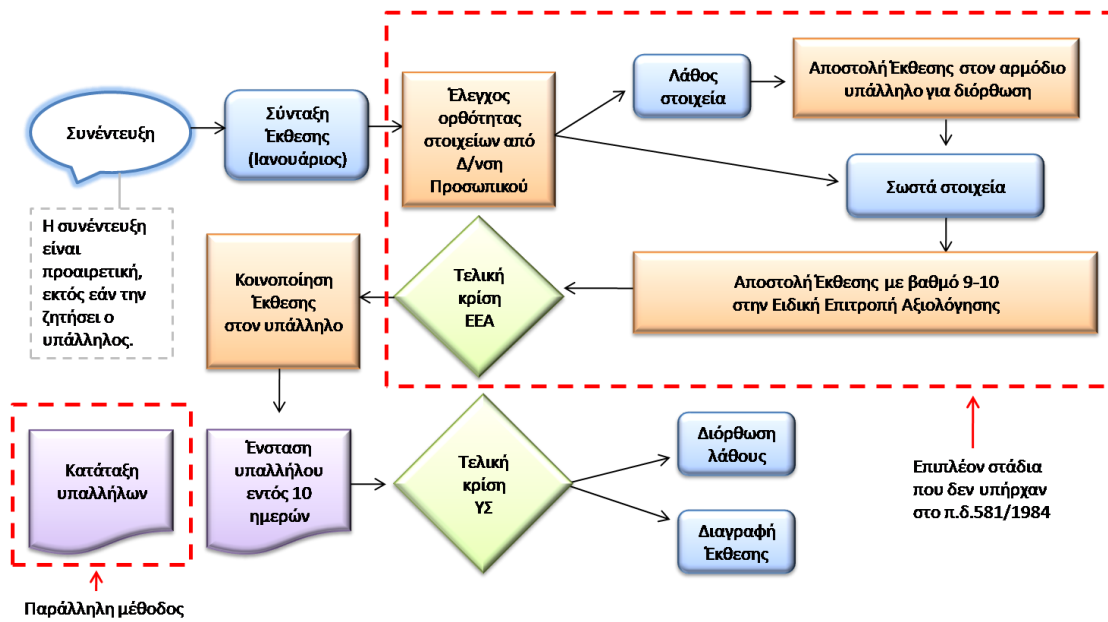 Συνέντευξη
Σύνταξη
Έκθεσης
(Ιανουάριος)
Έλεγχος
ορθότητας
στοιχείων από
Δ/νση
Προσωπικού
Λάθος
στοιχεία
Αποστολή Έκθεσης στον αρμόδιο
υπάλληλο για διόρθωση
Σωστά στοιχεία
Η συνέντευξη
είναι
προαιρετική,
εκτός εάν την
ζητήσει ο
υπάλληλος.
Κοινοποίηση
Έκθεσης
στον υπάλληλο
Τελική
κρίση
ΕΕΑ
Αποστολή Έκθεσης με βαθμό 9-10
στην Ειδική Επιτροπή Αξιολόγησης
Κατάταξη
υπαλλήλων
Ένσταση
υπαλλήλου
εντός 10
ημερών
Τελική
κρίση
ΥΣ
Διόρθωση
λάθους
Διαγραφή
Έκθεσης
Επιπλέον στάδια
που δεν υπήρχαν
στο π.δ.581/1984
Παράλληλη μέθοδος